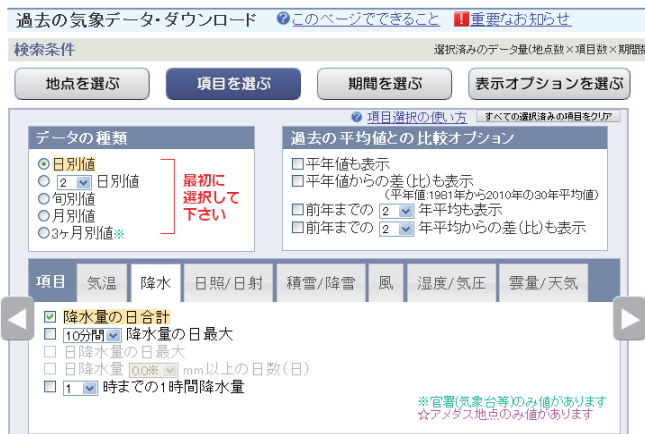 過去の気象データ・ダウンロード ?このページでできること !重要なお知らせ
検索条件 選択済みのデータ量(地点数×項目数×期間
地点を選ぶ 項目を選ぶ 期間を選ぶ 表示オプションを選ぶ
?項目選択の使い方 すべての選択済みの項目をクリア
データの種類
日別値
2 日別値
旬別値
月別値
3ヶ月別値※
最初に
選択して
下さい
過去の平均値との比較オプション
平年値も表示
平年値からの差(比)も表示
(平年値:1981年から2010年の30年平均値)
前年までの 2 年平均も表示
前年までの 2 年平均からの差(比)も表示
項目 気温 降水 日照/日射 積雪/降雪 風 湿度/気圧 雲量/天気
降水量の日合計
10分間 降水量の日最大
日降水量の日最大
日降水量 0.0※ mm以上の日数(日)
1 時までの1時間降水量
※官署(気象台等)のみ値があります
☆アメダス地点のみ値があります